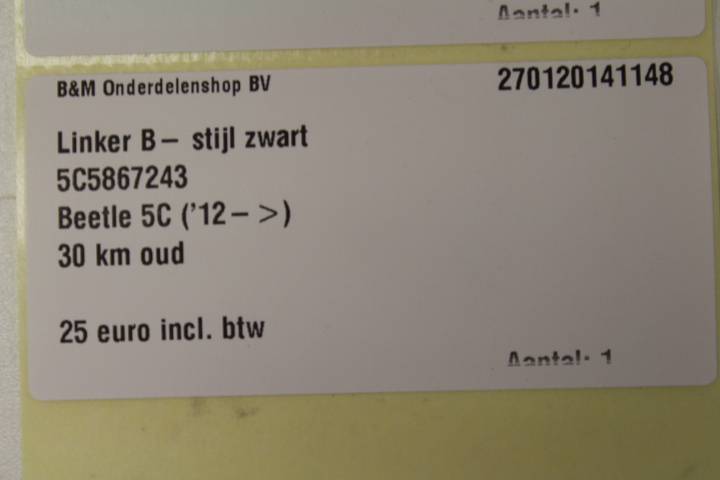 Aantal: 1
B&M Onderdelenshop BV 270120141148
Linker B- stijl zwart
5C5867243
Beetle 5C ('12- >)
30 km oud
25 euro incl. btw
Aantal: 1